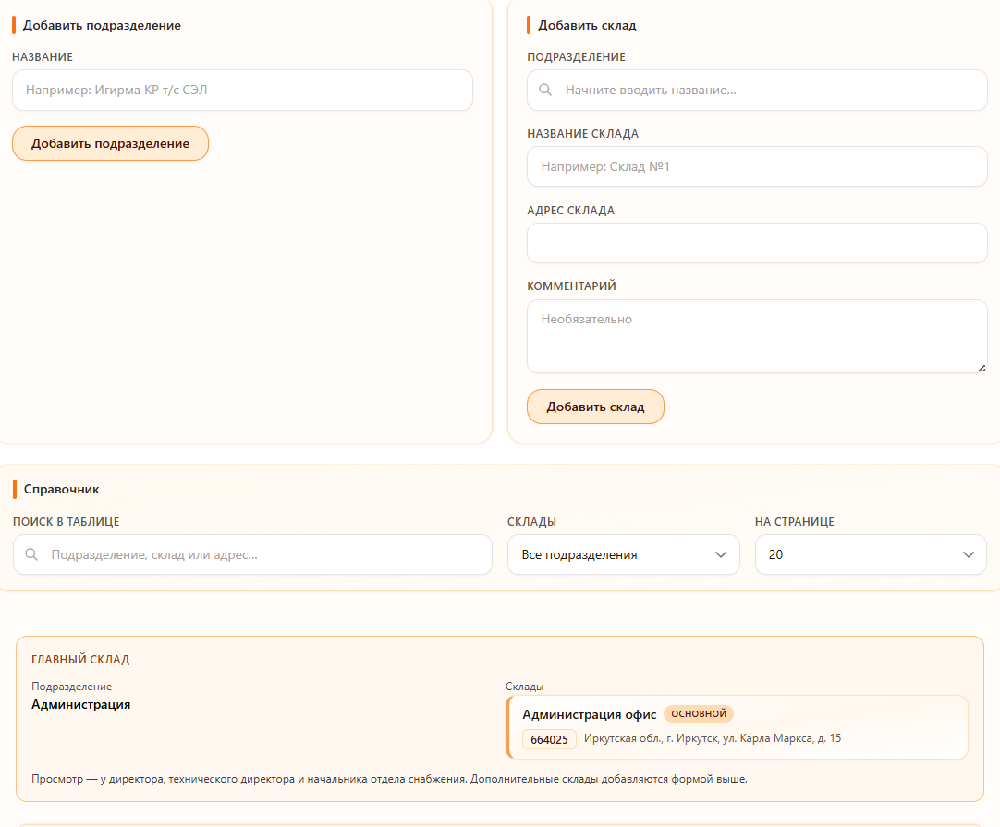 Добавить подразделение
НАЗВАНИЕ
Например: Игирма КР т/с СЭЛ
Добавить подразделение
Добавить склад
ПОДРАЗДЕЛЕНИЕ
Начните вводить название...
НАЗВАНИЕ СКЛАДА
Например: Склад №1
АДРЕС СКЛАДА
КОММЕНТАРИЙ
Необязательно
Добавить склад
Справочник
ПОИСК В ТАБЛИЦЕ
Подразделение, склад или адрес...
СКЛАДЫ
Все подразделения
НА СТРАНИЦЕ
20
ГЛАВНЫЙ СКЛАД
Подразделение
Администрация
Склады
Администрация офис ОСНОВНОЙ
664025 Иркутская обл., г. Иркутск, ул. Карла Маркса, д. 15
Просмотр — у директора, технического директора и начальника отдела снабжения. Дополнительные склады добавляются формой выше.